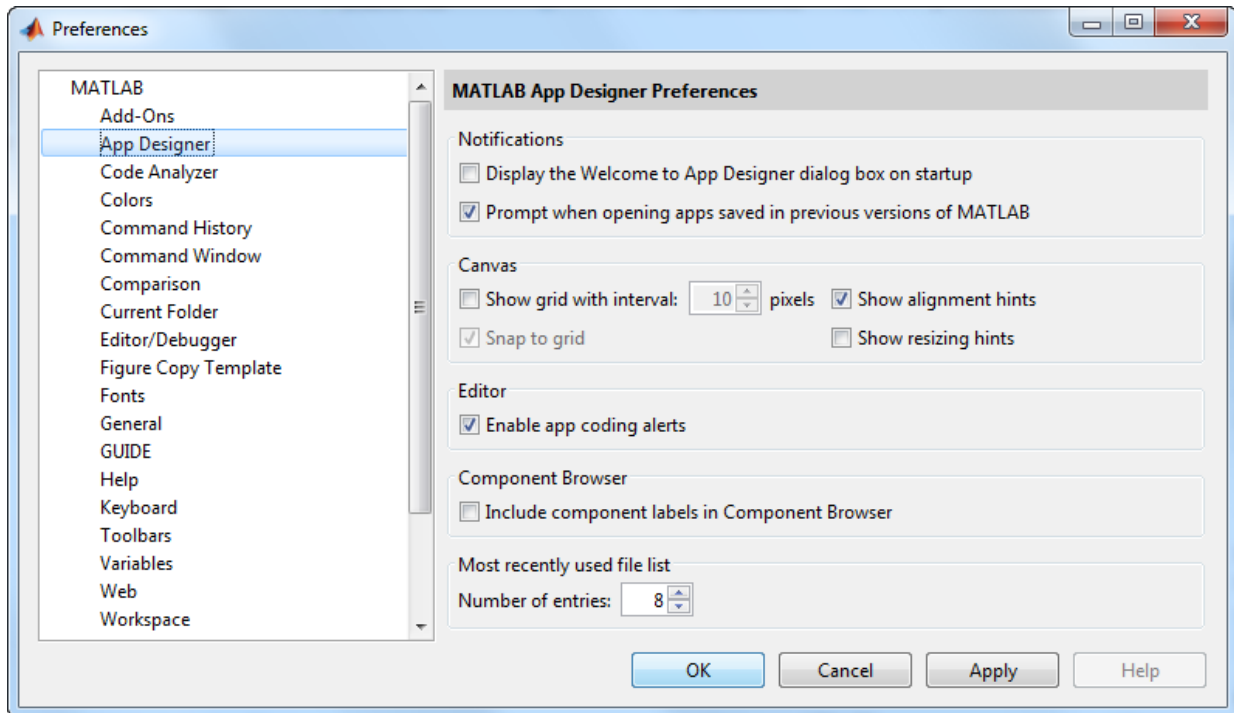 Preferences
MATLAB
Add-Ons
App Designer
Code Analyzer
Colors
Command History
Command Window
Comparison
Current Folder
Editor/Debugger
Figure Copy Template
Fonts
General
GUIDE
Help
Keyboard
Toolbars
Variables
Web
Workspace
MATLAB App Designer Preferences
Notifications
Display the Welcome to App Designer dialog box on startup
Prompt when opening apps saved in previous versions of MATLAB
Canvas
Show grid with interval: 10 pixels Show alignment hints
Snap to grid Show resizing hints
Editor
Enable app coding alerts
Component Browser
Include component labels in Component Browser
Most recently used file list
Number of entries: 8
OK Cancel Apply Help